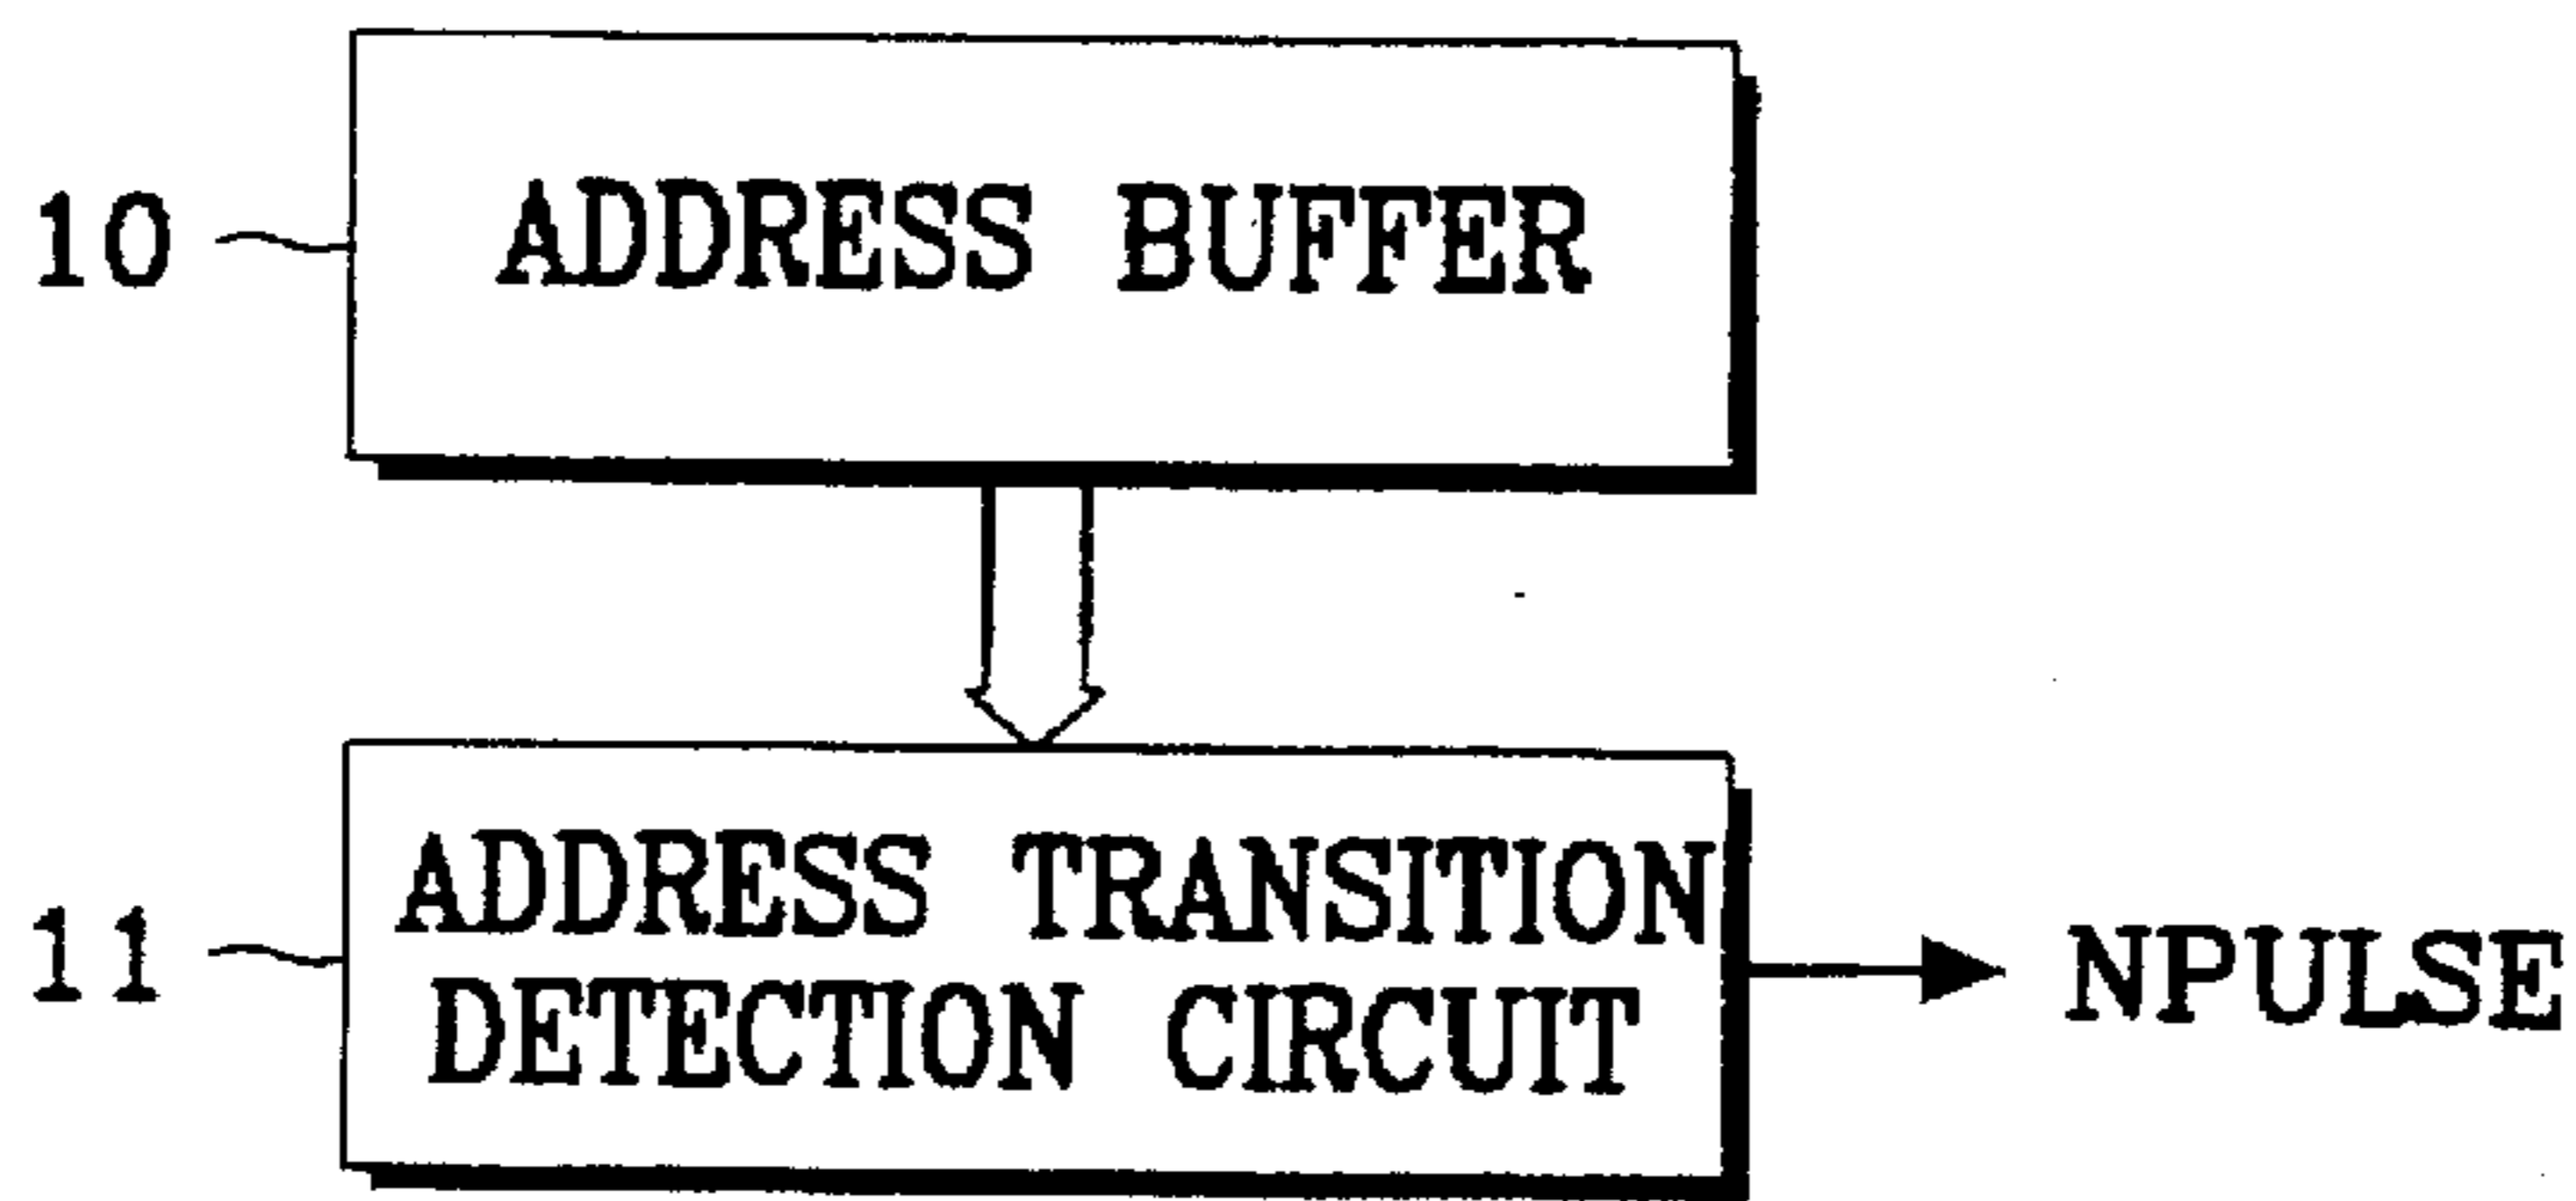 10
ADDRESS BUFFER
11
ADDRESS TRANSITION
DETECTION CIRCUIT
NPULSE